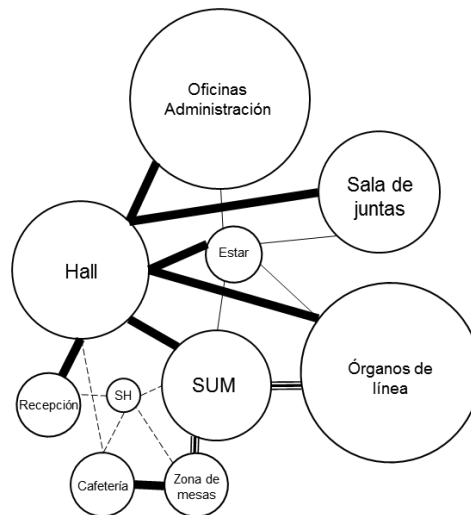 Oficinas
Administración
Sala de
juntas
Hall
Estar
Órganos de
línea
SUM
SH
Recepción
Cafetería
Zona de
mesas